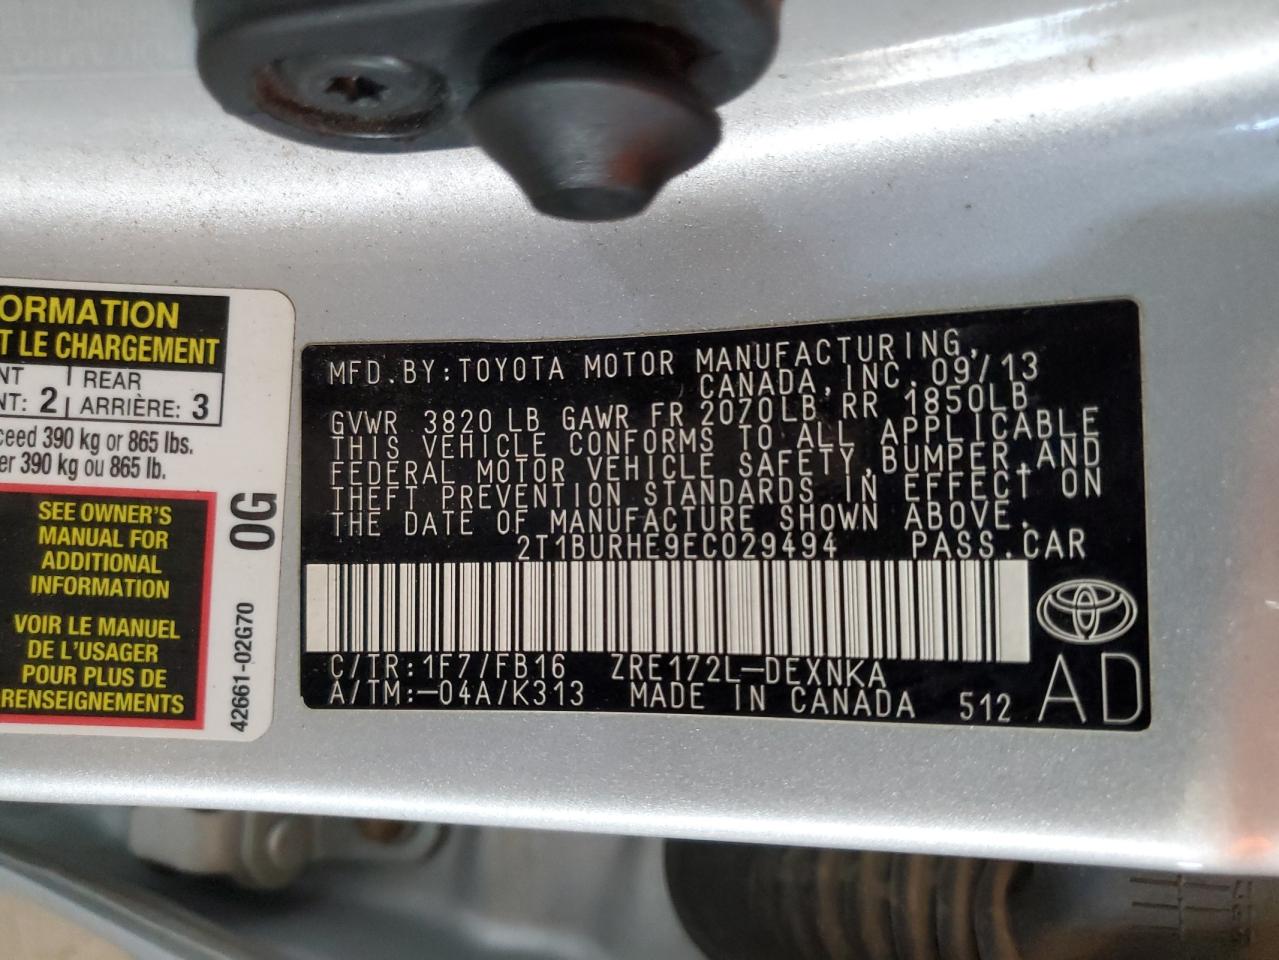 ORMATION
T LE CHARGEMENT
NT 2 REAR
NT: ARRIÈRE: 3
ceed 390 kg or 865 lbs.
er 390 kg ou 865 lb.
SEE OWNER'S
MANUAL FOR
ADDITIONAL
INFORMATION
VOIR LE MANUEL
DE L'USAGER
POUR PLUS DE
RENSEIGNEMENTS
42661-02G70 0G
MFD.BY:TOYOTA MOTOR MANUFACTURING,
CANADA,INC.09/13
GVWR 3820 LB GAWR FR 2070LB RR 1850LB
THIS VEHICLE CONFORMS TO ALL APPLICABLE
FEDERAL MOTOR VEHICLE SAFETY,BUMPER,AND
THEFT PREVENTION STANDARDS IN EFFECT ON
THE DATE OF MANUFACTURE SHOWN ABOVE.
2T1BURHE9EC029494 PASS.CAR
C/TR:1F7/FB16 ZRE172L-DEXNKA
A/TM:-04A/K313 MADE IN CANADA 512 AD